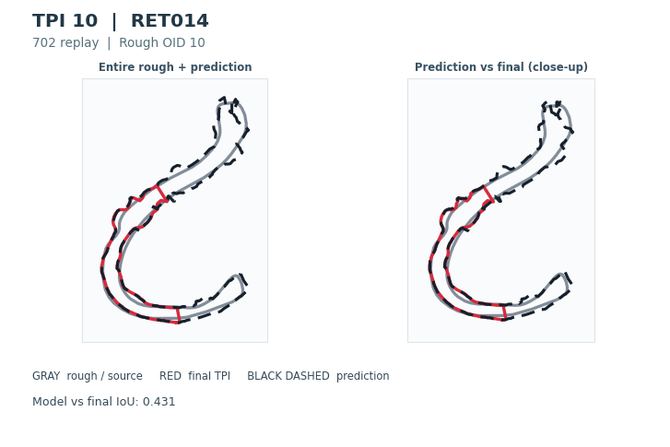 TPI 10 | RET014
702 replay | Rough OID 10
Entire rough + prediction
Prediction vs final (close-up)
GRAY rough / source RED final TPI BLACK DASHED prediction
Model vs final IoU: 0.431